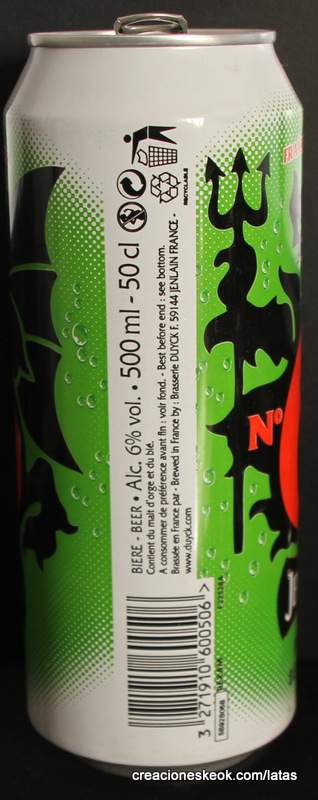 BIERE - BEER • Alc. 6% vol. • 500 ml - 50 cl
Contient du malt d'orge et du blé.
A consommer de préférence avant fin : voir fond. - Best before end : see bottom.
Brassée en France par - Brewed in France by : Brasserie DUYCK F. 59144 JENLAIN FRANCE -
www.duyck.com
RECYCLABLE
3 271910 600506 >
N°
creacioneskeok.com/latas